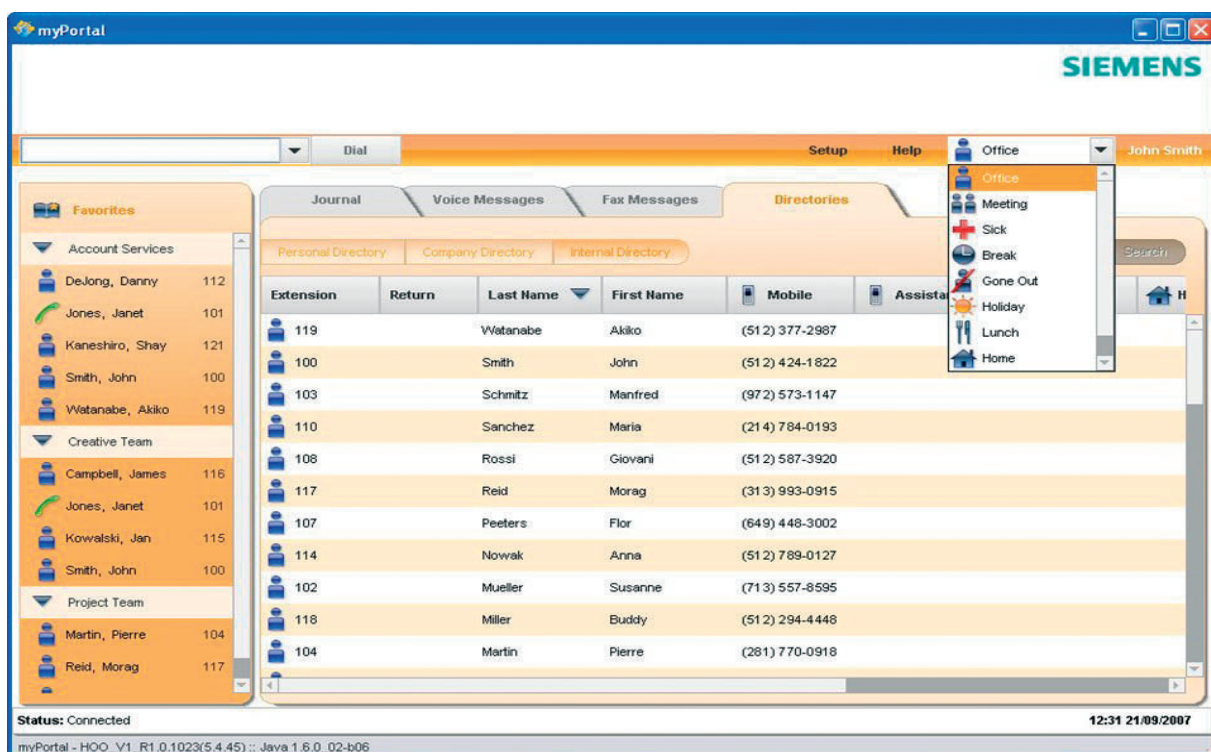 myPortal
SIEMENS
Dial Setup Help Office John Smith
Office
Meeting
Sick
Break
Gone Out
Holiday
Lunch
Home
Favorites
Account Services
DeJong, Danny 112
Jones, Janet 101
Kaneshiro, Shay 121
Smith, John 100
Watanabe, Akiko 119
Creative Team
Campbell, James 116
Jones, Janet 101
Kowalski, Jan 115
Smith, John 100
Project Team
Martin, Pierre 104
Reid, Morag 117
Journal Voice Messages Fax Messages Directories
Personal Directory Company Directory Internal Directory Search
Extension Return Last Name First Name Mobile Assista H
119 Watanabe Akiko (512) 377-2987
100 Smith John (512) 424-1822
103 Schmitz Manfred (972) 573-1147
110 Sanchez Maria (214) 784-0193
108 Rossi Giovani (512) 587-3920
117 Reid Morag (313) 993-0915
107 Peeters Flor (649) 448-3002
114 Nowak Anna (512) 789-0127
102 Mueller Susanne (713) 557-8595
118 Miller Buddy (512) 294-4448
104 Martin Pierre (281) 770-0918
Status: Connected 12:31 21/09/2007
myPortal - HOO_V1_R1.0.1023(5.4.45) :: Java 1.6.0_02-b06